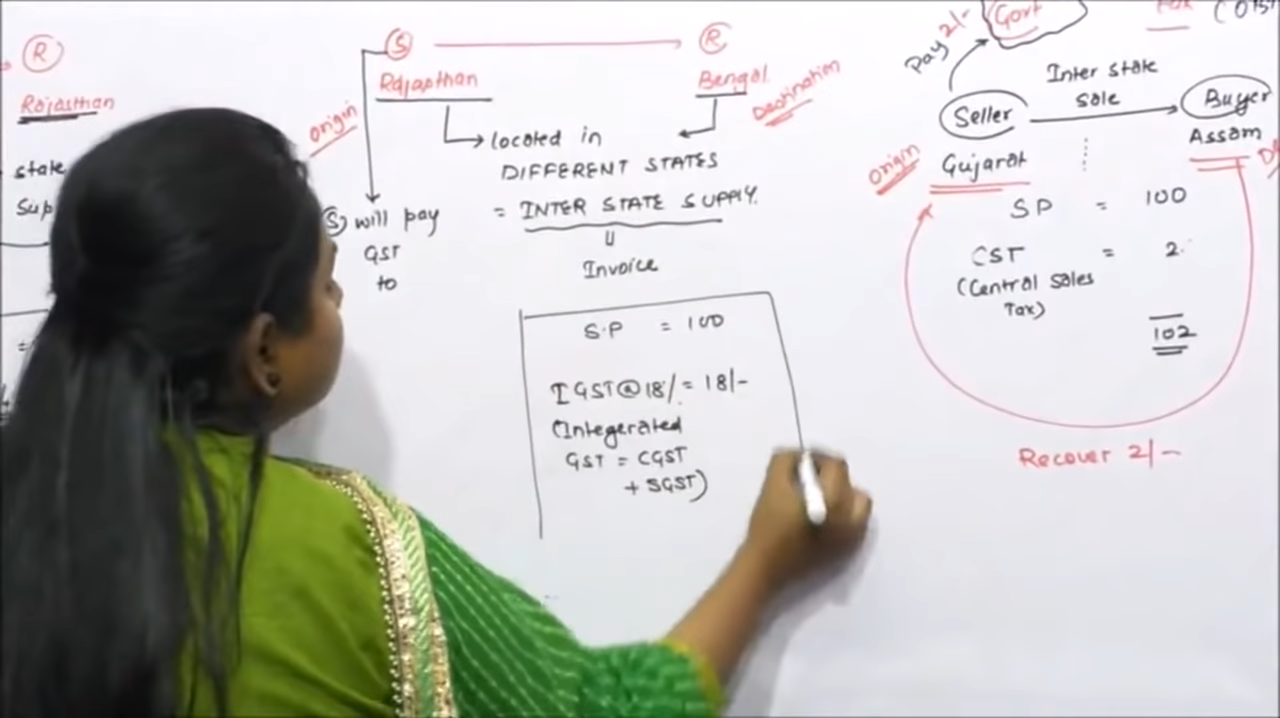 R
Rajasthan
state
S
R
Rajasthan
Bengal
Origin
Destination
located in
DIFFERENT STATES
= INTER STATE SUPPLY.
Invoice
S will pay
GST
to
S.P = 100
IGST@18% = 18/-
(Integerated
GST = CGST
+ SGST)
Govt
Pay 2/-
Inter state
sale
Seller
Buyer
Assam
Origin
Gujarat
SP = 100
CST = 2
(Central Sales
Tax)
102
Recover 2/-